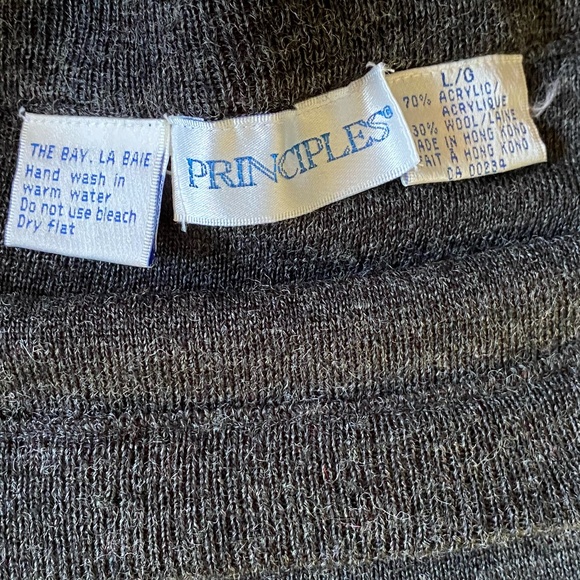 THE BAY. LA BAIE
Hand wash in
warm water
Do not use bleach
Dry flat
PRINCIPLES®
L/G
70% ACRYLIC/
ACRYLIQUE
30% WOOL/LAINE
MADE IN HONG KONG
FAIT À HONG KONG
CA 00234